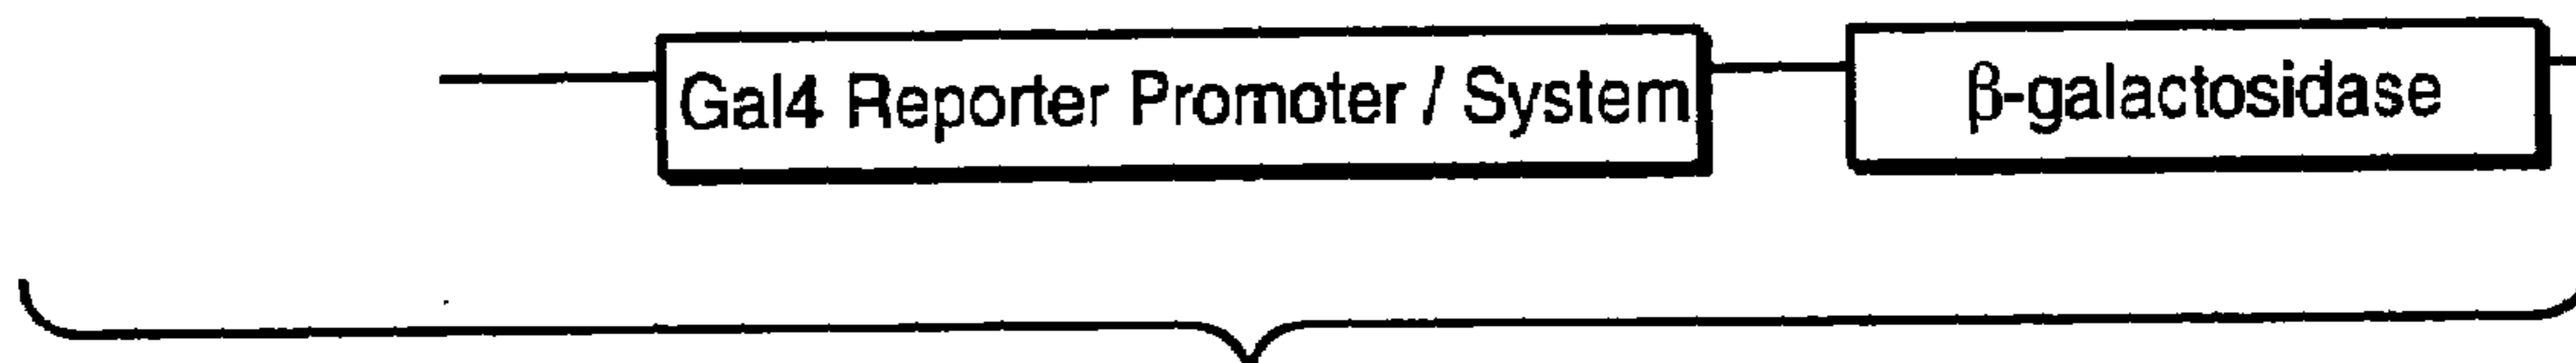 Gal4 Reporter Promoter / System
β-galactosidase